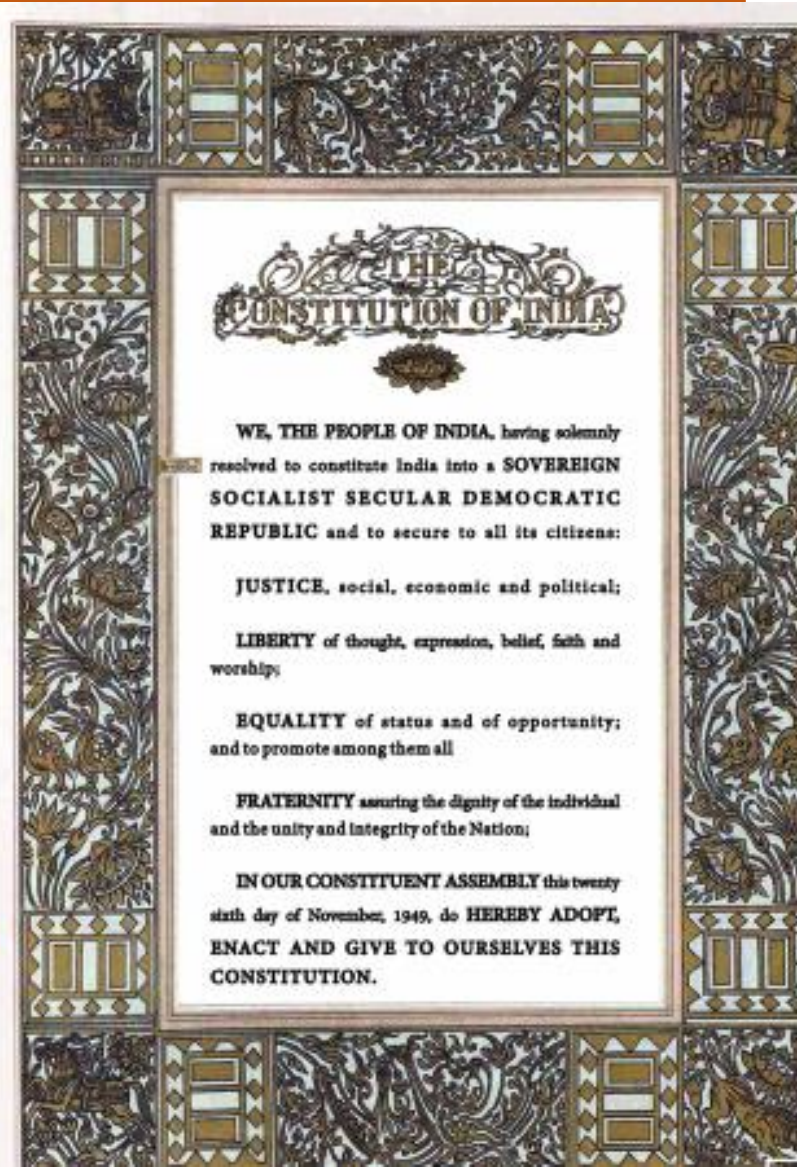 THE
CONSTITUTION OF INDIA
WE, THE PEOPLE OF INDIA, having solemnly
resolved to constitute India into a SOVEREIGN
SOCIALIST SECULAR DEMOCRATIC
REPUBLIC and to secure to all its citizens:
JUSTICE, social, economic and political;
LIBERTY of thought, expression, belief, faith and
worship;
EQUALITY of status and of opportunity;
and to promote among them all
FRATERNITY assuring the dignity of the individual
and the unity and integrity of the Nation;
IN OUR CONSTITUENT ASSEMBLY this twenty
sixth day of November, 1949, do HEREBY ADOPT,
ENACT AND GIVE TO OURSELVES THIS
CONSTITUTION.